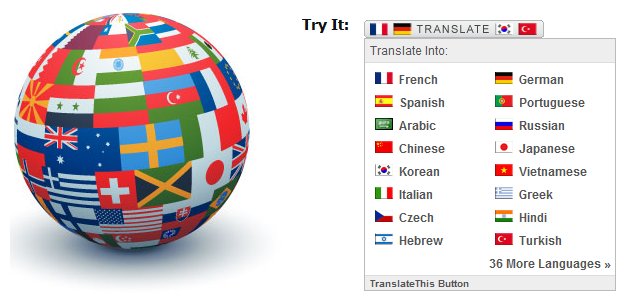 Try It: TRANSLATE
Translate Into:
French German
Spanish Portuguese
Arabic Russian
Chinese Japanese
Korean Vietnamese
Italian Greek
Czech Hindi
Hebrew Turkish
36 More Languages »
TranslateThis Button